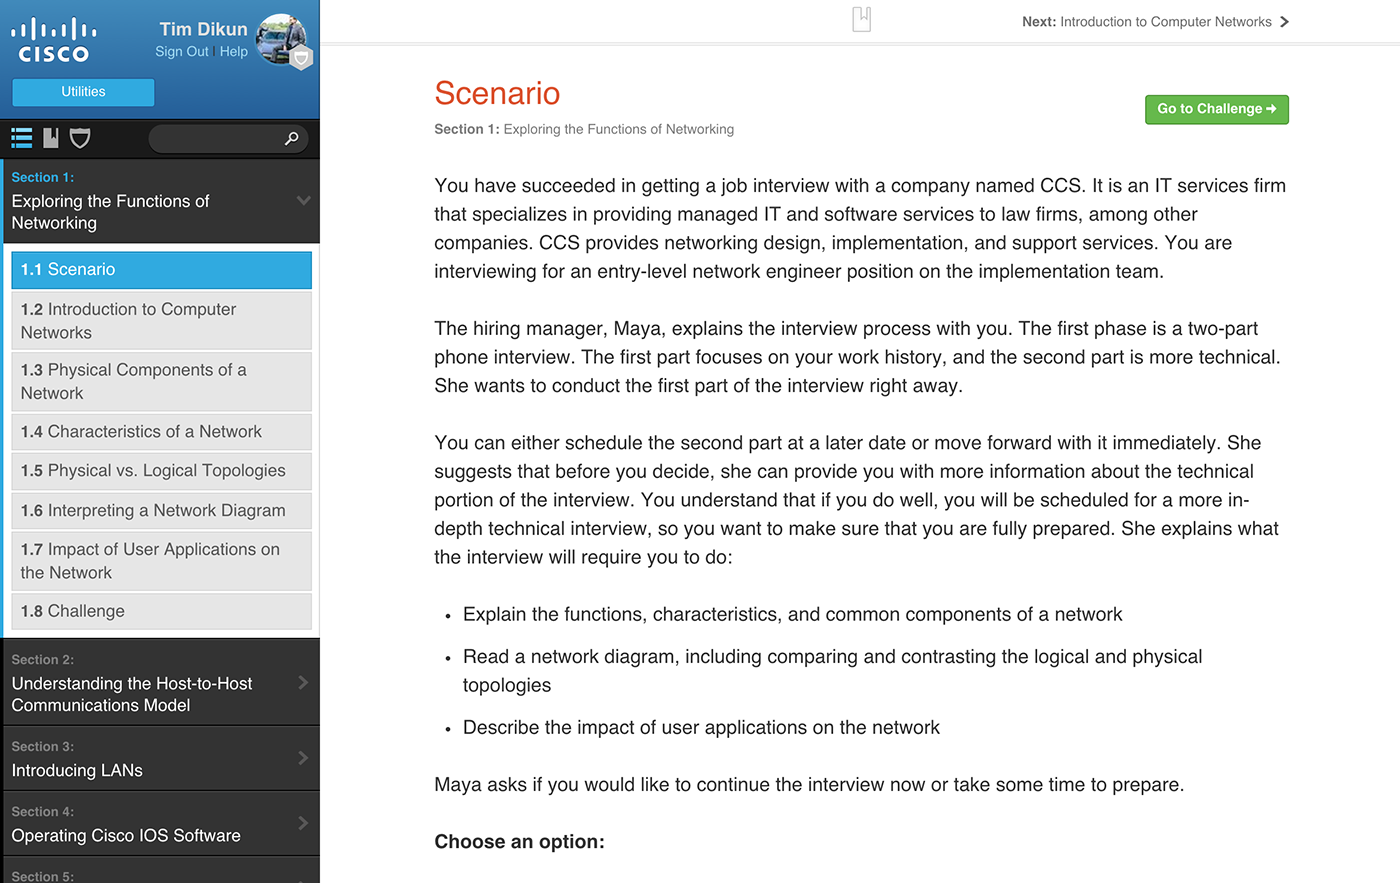 CISCO
Tim Dikun
Sign Out | Help
Utilities
Section 1:
Exploring the Functions of
Networking
1.1 Scenario
1.2 Introduction to Computer
Networks
1.3 Physical Components of a
Network
1.4 Characteristics of a Network
1.5 Physical vs. Logical Topologies
1.6 Interpreting a Network Diagram
1.7 Impact of User Applications on
the Network
1.8 Challenge
Section 2:
Understanding the Host-to-Host
Communications Model
Section 3:
Introducing LANs
Section 4:
Operating Cisco IOS Software
Section 5:
Next: Introduction to Computer Networks
Scenario
Go to Challenge
Section 1: Exploring the Functions of Networking
You have succeeded in getting a job interview with a company named CCS. It is an IT services firm
that specializes in providing managed IT and software services to law firms, among other
companies. CCS provides networking design, implementation, and support services. You are
interviewing for an entry-level network engineer position on the implementation team.
The hiring manager, Maya, explains the interview process with you. The first phase is a two-part
phone interview. The first part focuses on your work history, and the second part is more technical.
She wants to conduct the first part of the interview right away.
You can either schedule the second part at a later date or move forward with it immediately. She
suggests that before you decide, she can provide you with more information about the technical
portion of the interview. You understand that if you do well, you will be scheduled for a more in-
depth technical interview, so you want to make sure that you are fully prepared. She explains what
the interview will require you to do:
• Explain the functions, characteristics, and common components of a network
• Read a network diagram, including comparing and contrasting the logical and physical
topologies
• Describe the impact of user applications on the network
Maya asks if you would like to continue the interview now or take some time to prepare.
Choose an option: